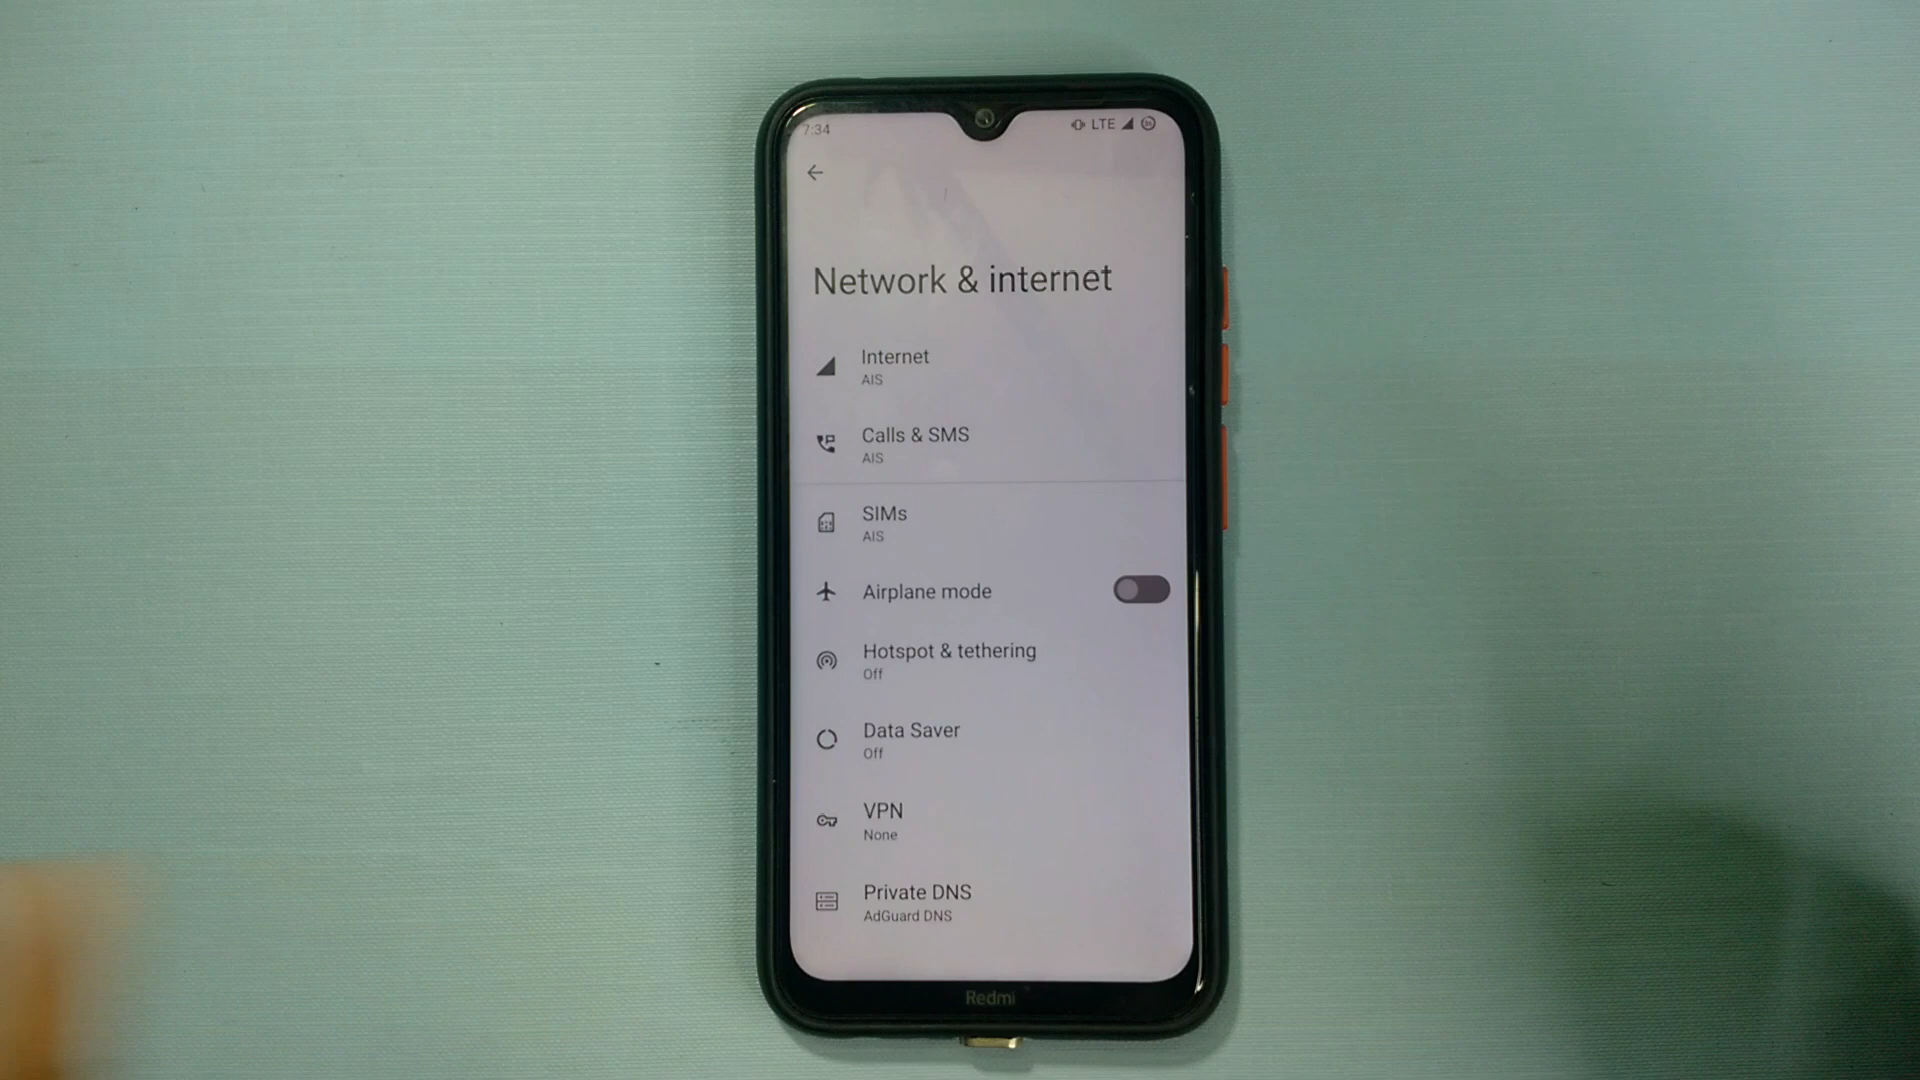 7:34
LTE
Network & internet
Internet
AIS
Calls & SMS
AIS
SIMs
AIS
Airplane mode
Hotspot & tethering
Off
Data Saver
Off
VPN
None
Private DNS
AdGuard DNS
Redmi